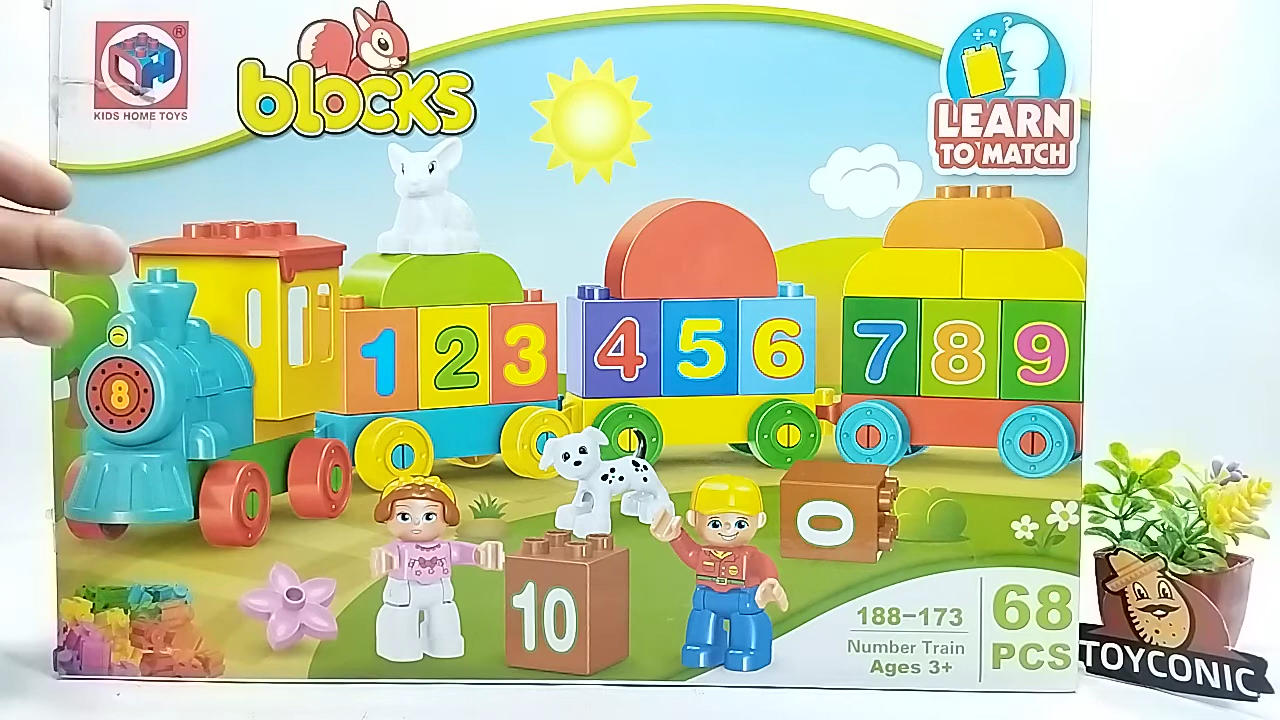 ®
KIDS HOME TOYS
blocks
LEARN
TO MATCH
8
1 2 3
4 5 6
7 8 9
0
10
188-173
Number Train
Ages 3+
68
PCS
TOYCONIC